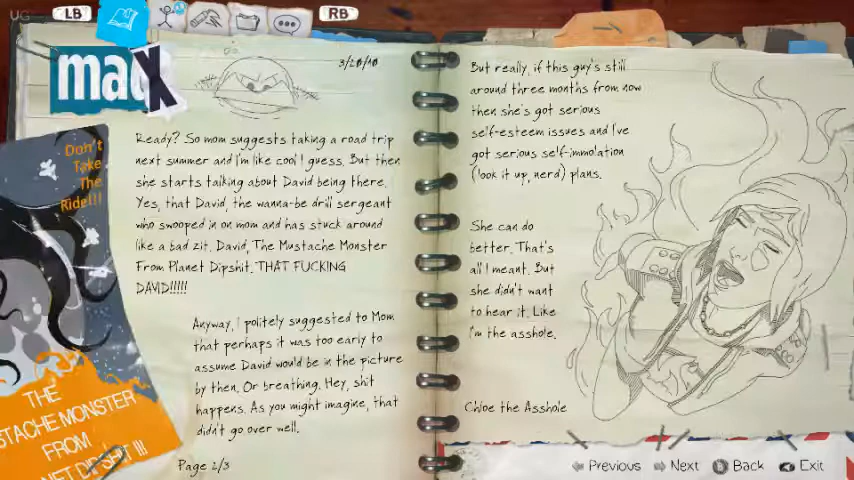 UG
LB
RB
max
3/20/10
Don't
Take
The
Ride!!!
Ready? So mom suggests taking a road trip
next summer and I'm like cool I guess. But then
she starts talking about David being there.
Yes, that David, the wanna-be drill sergeant
who swooped in on mom and has stuck around
like a bad zit. David, The Mustache Monster
From Planet Dipshit. THAT FUCKING
DAVID!!!!!
Anyway, I politely suggested to Mom
that perhaps it was too early to
assume David would be in the picture
by then. Or breathing. Hey, shit
happens. As you might imagine, that
didn't go over well.
THE
STACHE MONSTER
FROM
NET DIPSHIT !!!
Page 2/3
But really, if this guy's still
around three months from now
then she's got serious
self-esteem issues and I've
got serious self-immolation
(look it up, nerd) plans.
She can do
better. That's
all I meant. But
she didn't want
to hear it. Like
I'm the asshole.
Chloe the Asshole
Previous
Next
B Back
Exit